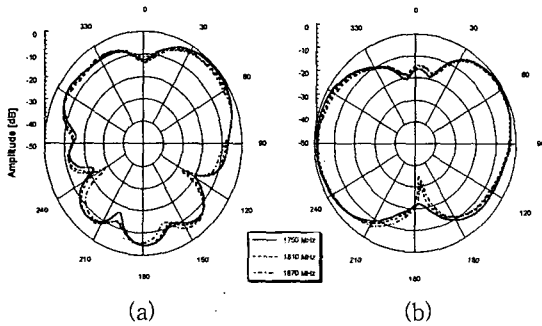 0 0
330 30 330 30
0 0
-10 -10
-20 60 -20 60
-30 -30
-40 -40
-50 90 -50 90
Amplitude [dB]
240 120 240 120
210 150 210 150
180 180
1750 MHz
1810 MHz
1870 MHz
(a) (b)